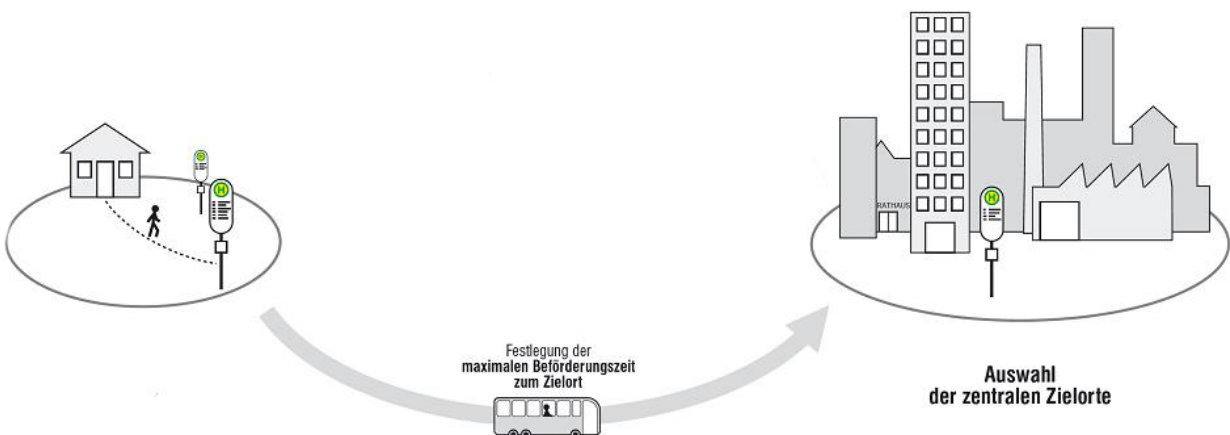 H
H
H
RATHAUS
Festlegung der
maximalen Beförderungszeit
zum Zielort
Auswahl
der zentralen Zielorte